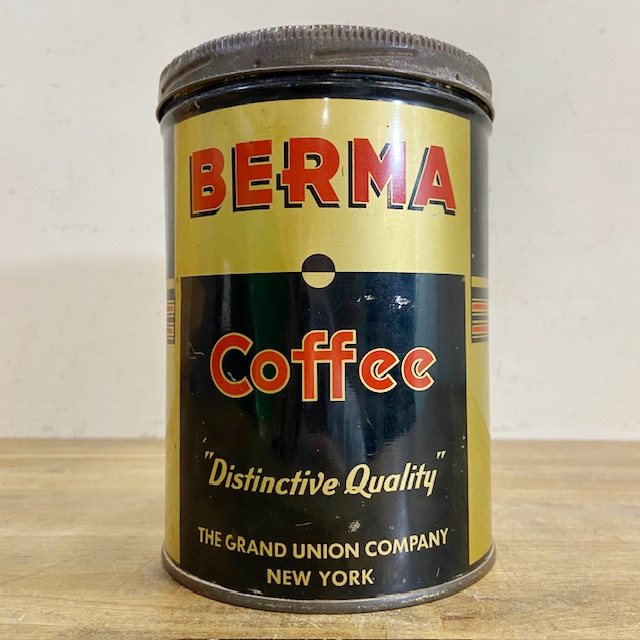 BERMA
Coffee
"Distinctive Quality"
THE GRAND UNION COMPANY
NEW YORK